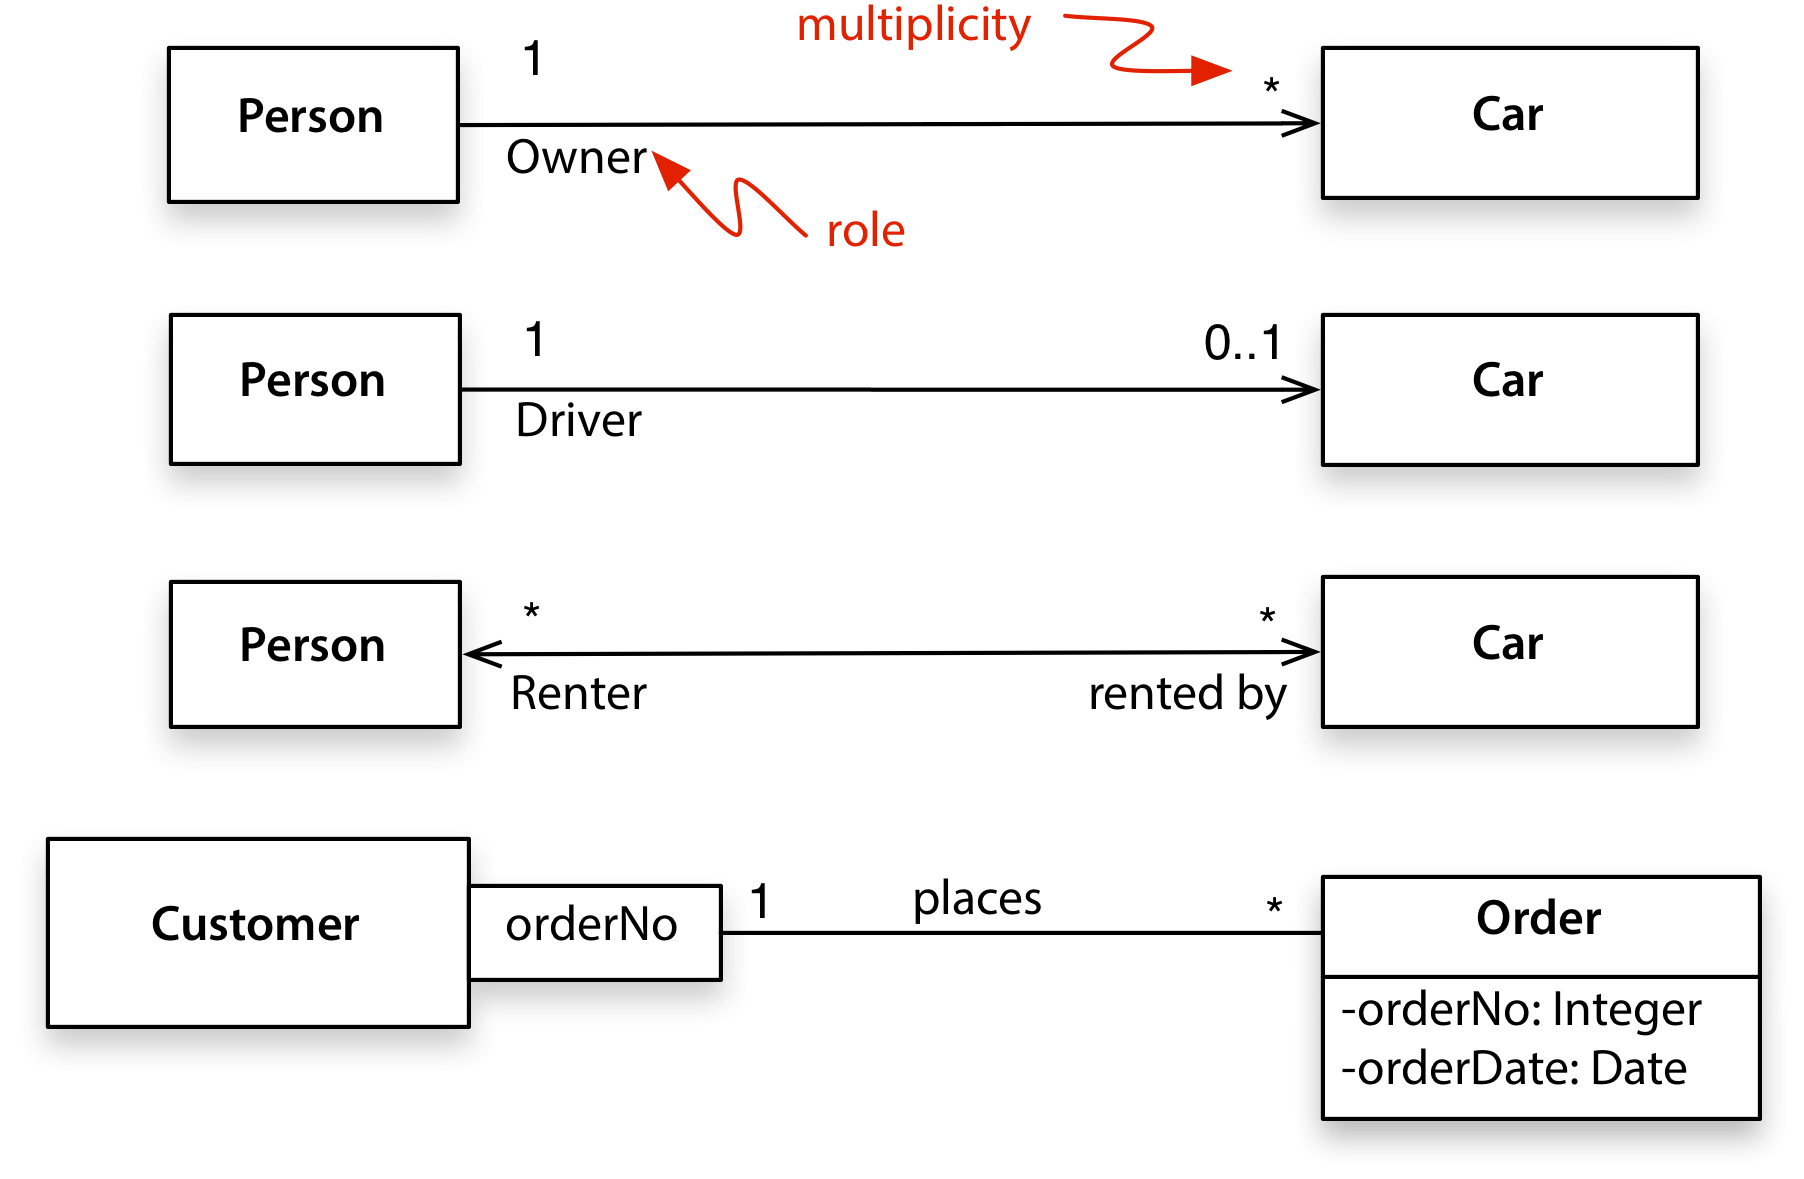 multiplicity
1
*
Person
Car
Owner
role
1
0..1
Person
Car
Driver
*
*
Person
Car
Renter
rented by
Customer
orderNo
1
places
*
Order
-orderNo: Integer
-orderDate: Date